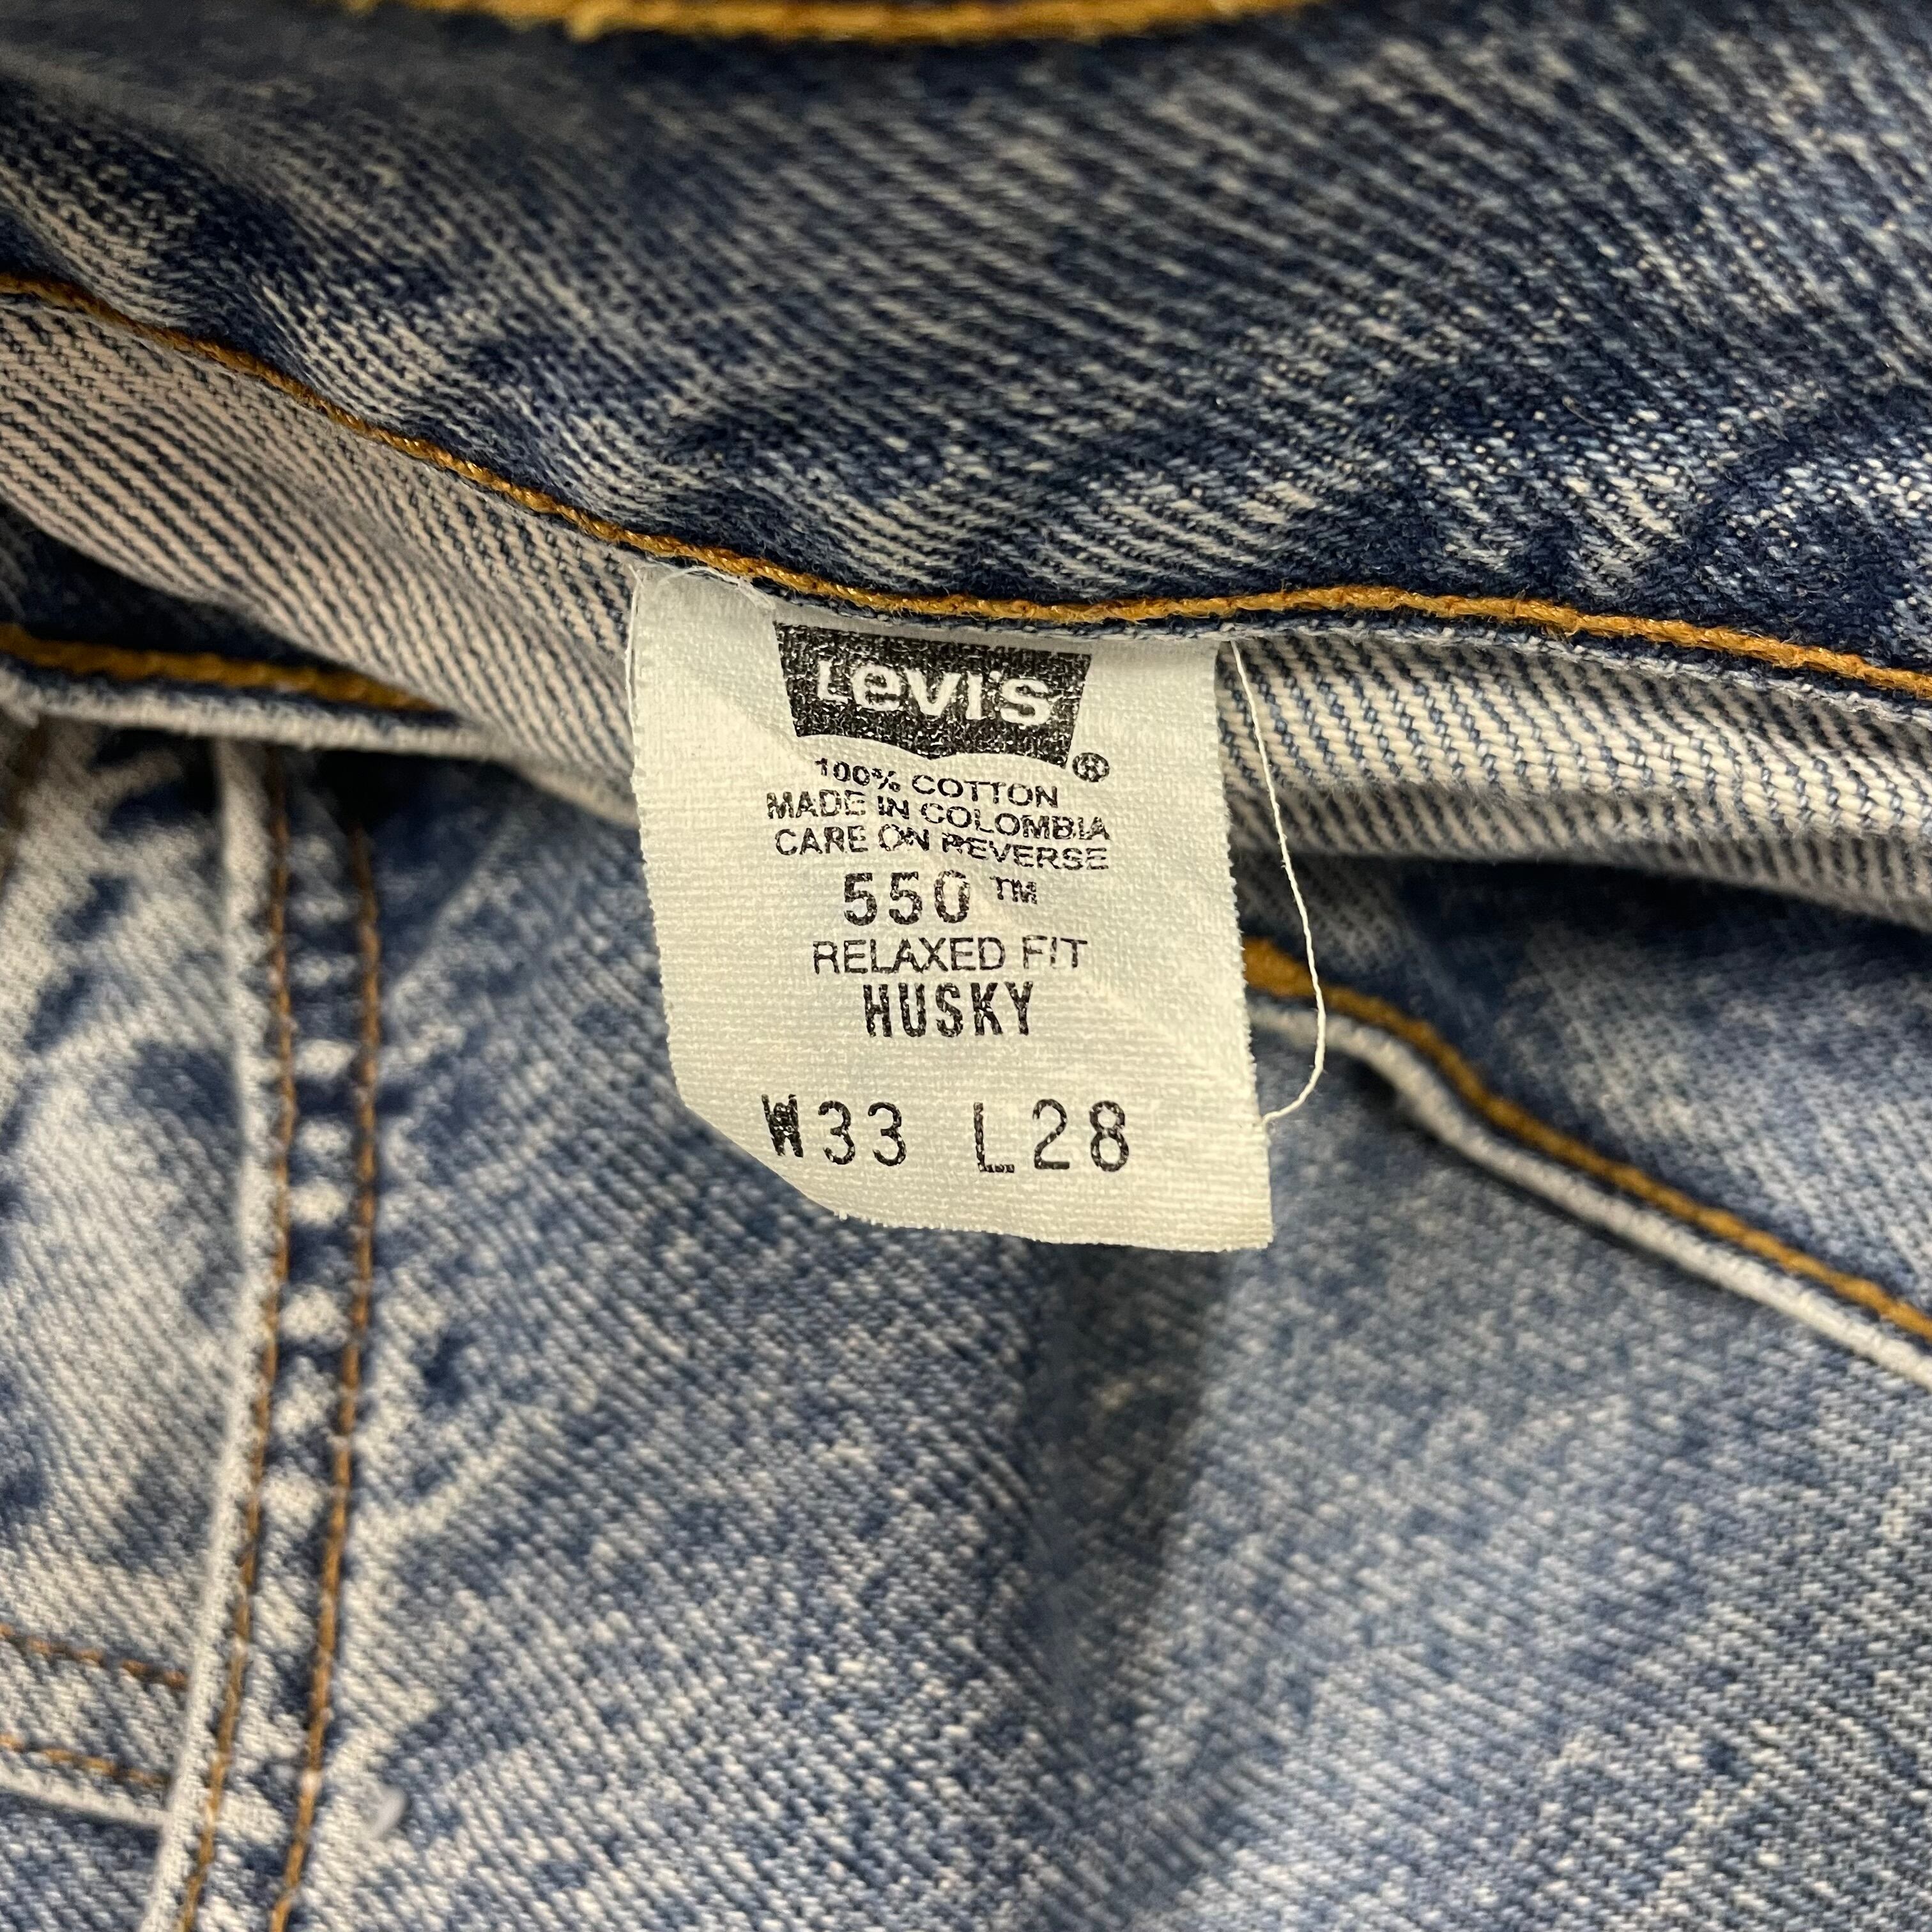 Levi's®
100% COTTON
MADE IN COLOMBIA
CARE ON REVERSE
550™
RELAXED FIT
HUSKY
W33 L28